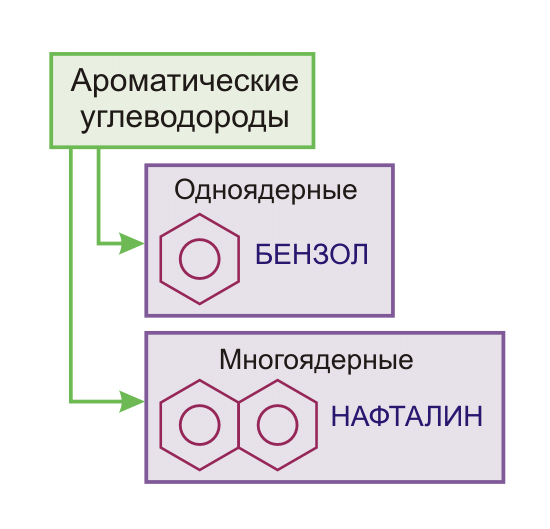 Ароматические
углеводороды
Одноядерные
БЕНЗОЛ
Многоядерные
НАФТАЛИН